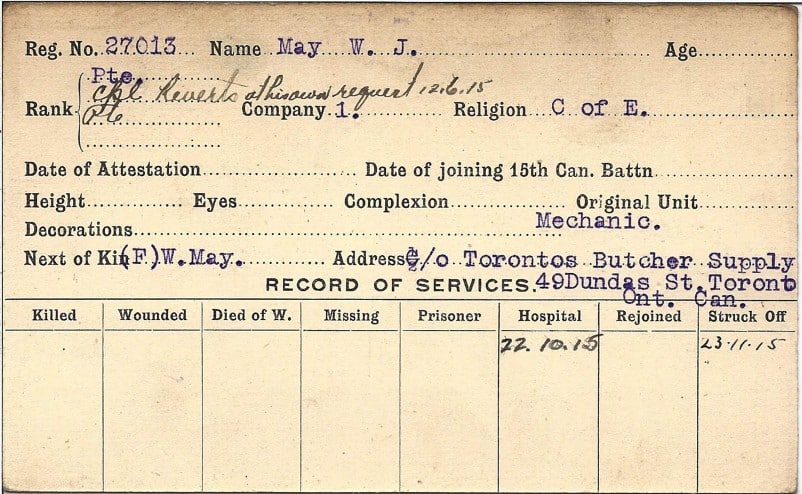 Reg. No. 27013 Name May W. J. Age
Pte.
Cpl Reverts at his own request 12.6.15
Rank Pte Company 1. Religion C of E.
Date of Attestation Date of joining 15th Can. Battn
Height Eyes Complexion Original Unit
Decorations Mechanic.
Next of Kin (F)W.May. Address C/o Torontos Butcher Supply
RECORD OF SERVICES. 49Dundas St.Toront
Ont. Can.
Killed Wounded Died of W. Missing Prisoner Hospital Rejoined Struck Off
22.10.15 23.11.15